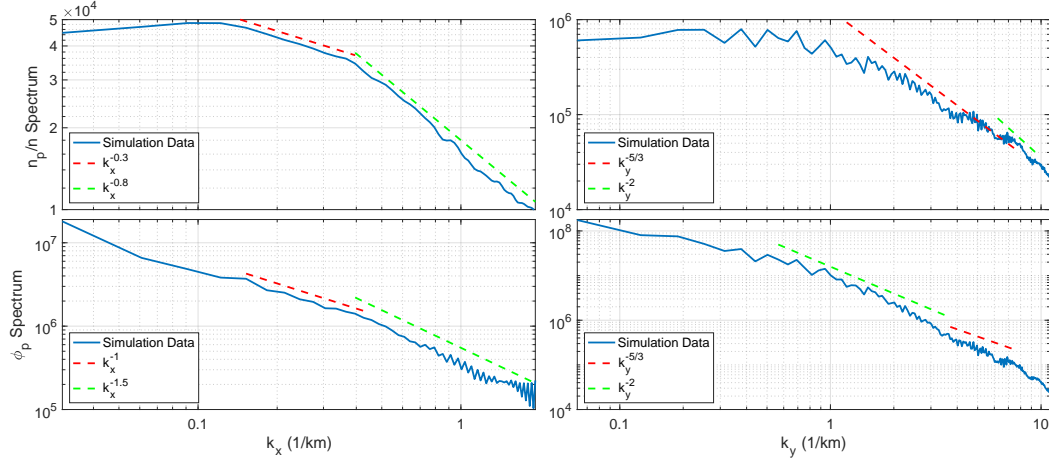 5 ×10^4
4
3
2
1
n_p/n Spectrum
Simulation Data
k_x^-0.3
k_x^-0.8
10^6
10^5
10^4
Simulation Data
k_y^-5/3
k_y^-2
10^7
10^6
10^5
ϕ_p Spectrum
Simulation Data
k_x^-1
k_x^-1.5
0.1
1
k_x (1/km)
10^8
10^6
10^4
Simulation Data
k_y^-5/3
k_y^-2
0.1
1
10
k_y (1/km)